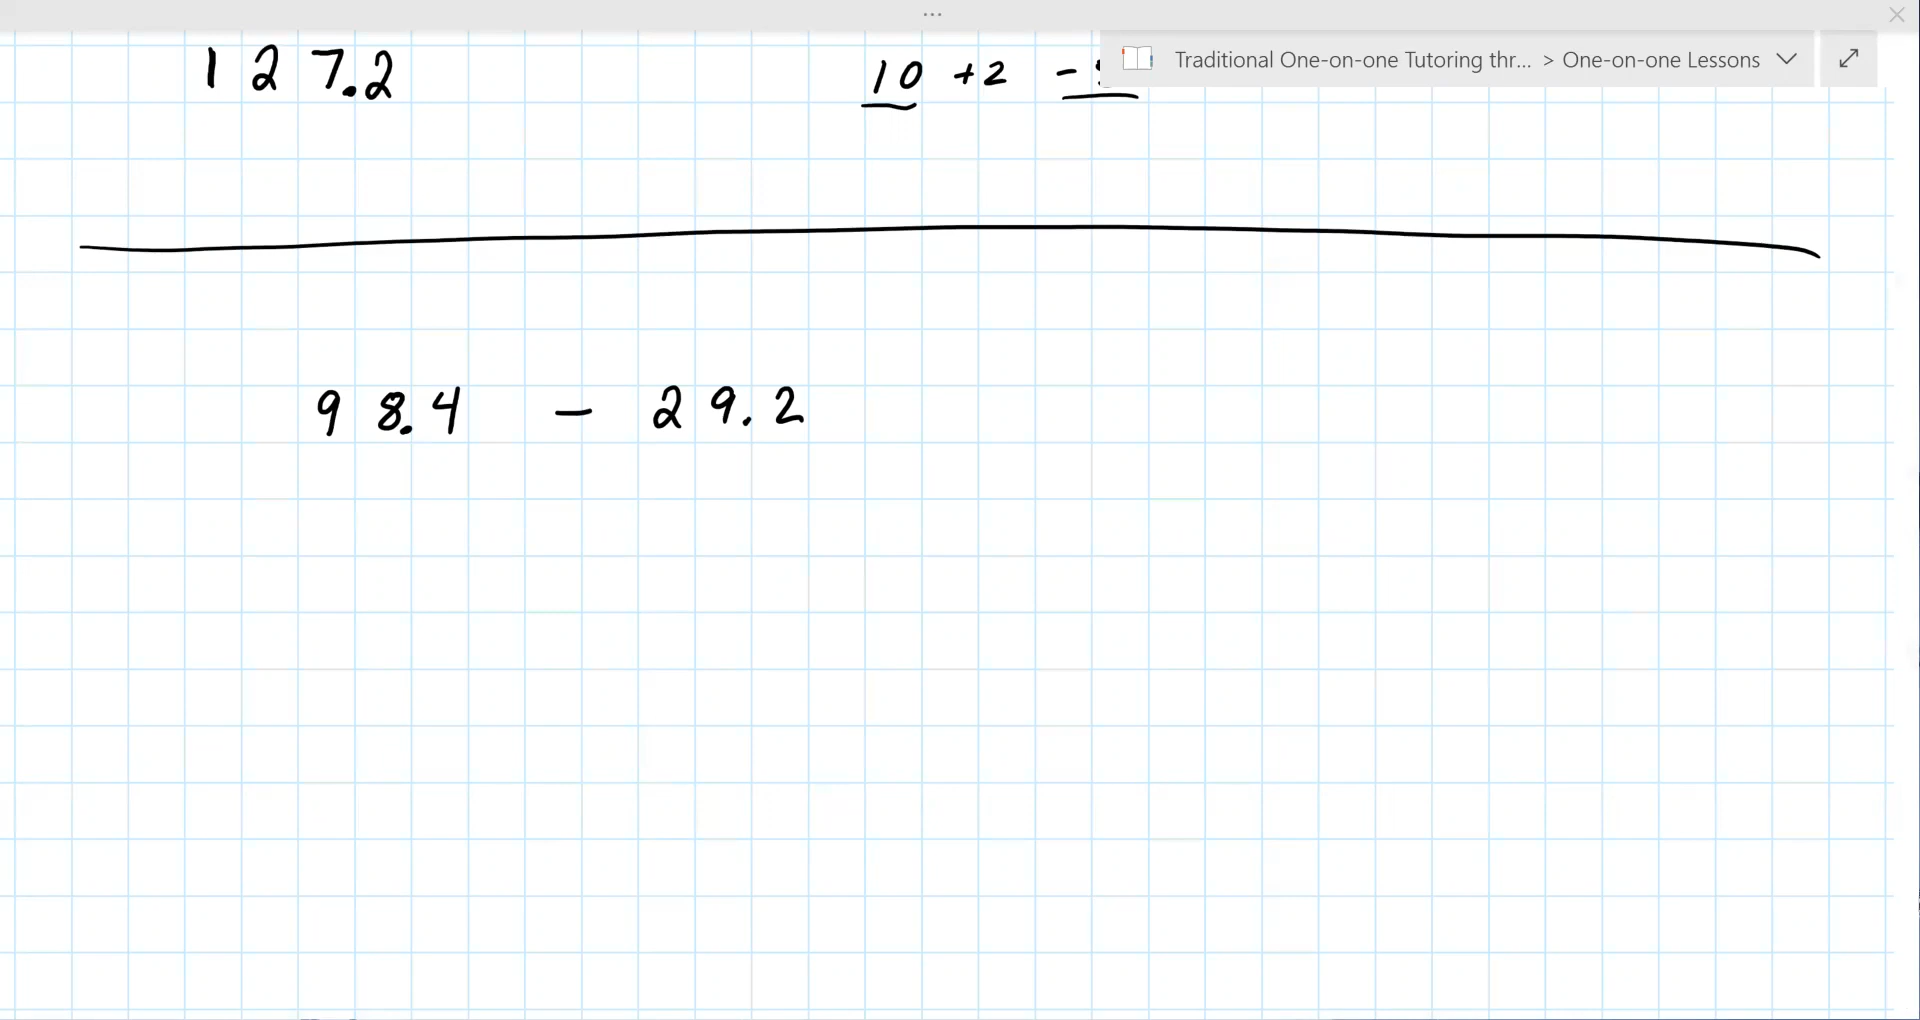 ...
127.2 10 +2 -
Traditional One-on-one Tutoring thr... > One-on-one Lessons
98.4 - 29.2